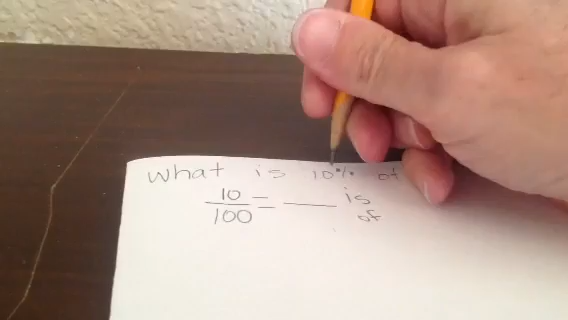 What is 10% of
10 is
100 = ___ of